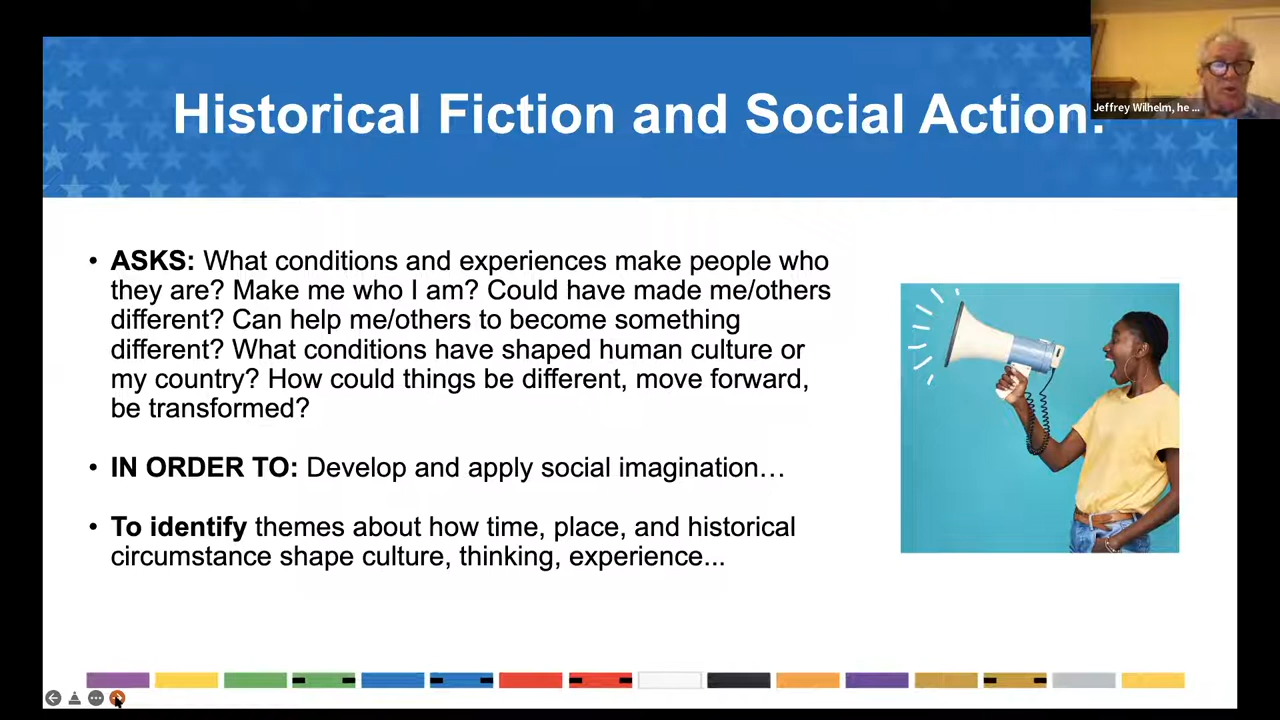 Historical Fiction and Social Action:
Jeffrey Wilhelm, he ...
• ASKS: What conditions and experiences make people who
they are? Make me who I am? Could have made me/others
different? Can help me/others to become something
different? What conditions have shaped human culture or
my country? How could things be different, move forward,
be transformed?
• IN ORDER TO: Develop and apply social imagination…
• To identify themes about how time, place, and historical
circumstance shape culture, thinking, experience...